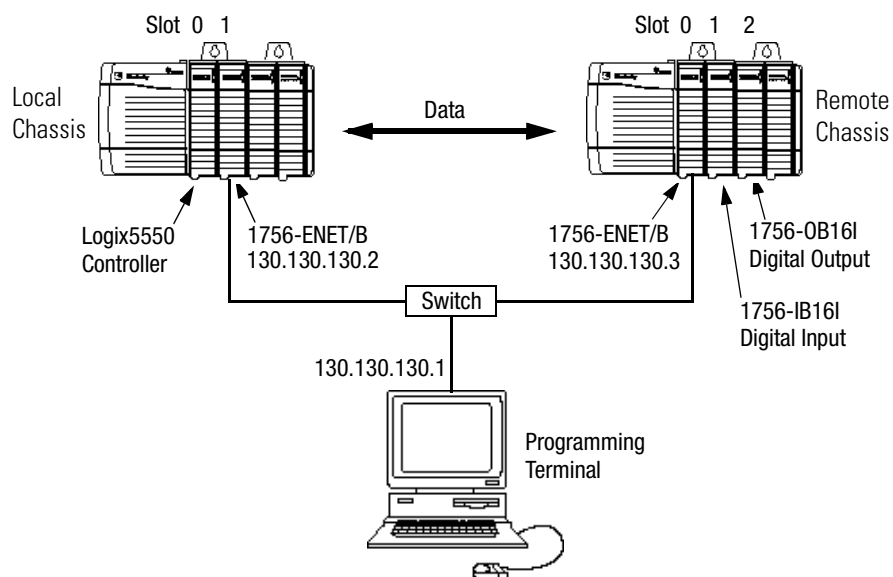 Slot 0 1
Slot 0 1 2
Local
Chassis
Data
Remote
Chassis
Logix5550
Controller
1756-ENET/B
130.130.130.2
1756-ENET/B
130.130.130.3
1756-OB16I
Digital Output
1756-IB16I
Digital Input
Switch
130.130.130.1
Programming
Terminal